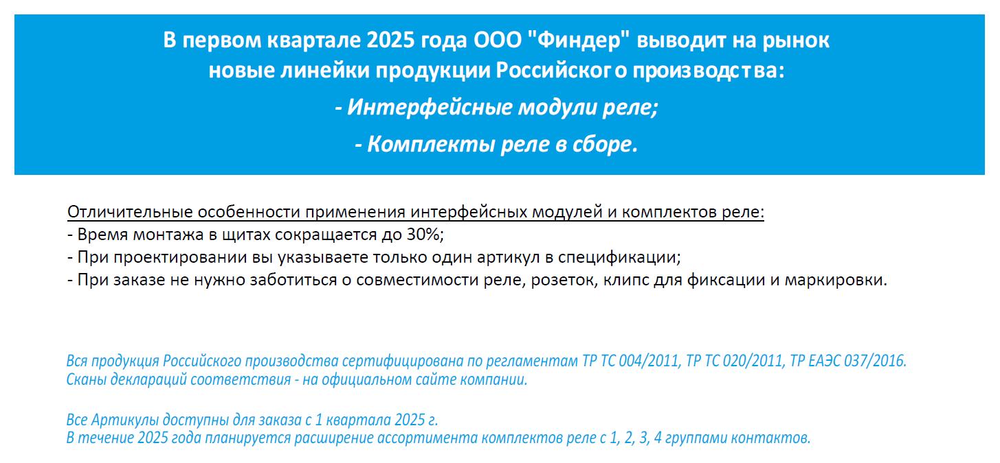 В первом квартале 2025 года ООО "Финдер" выводит на рынок
новые линейки продукции Российского производства:
- Интерфейсные модули реле;
- Комплекты реле в сборе.
Отличительные особенности применения интерфейсных модулей и комплектов реле:
- Время монтажа в щитах сокращается до 30%;
- При проектировании вы указываете только один артикул в спецификации;
- При заказе не нужно заботиться о совместимости реле, розеток, клипс для фиксации и маркировки.
Вся продукция Российского производства сертифицирована по регламентам ТР ТС 004/2011, ТР ТС 020/2011, ТР ЕАЭС 037/2016.
Сканы деклараций соответствия - на официальном сайте компании.
Все Артикулы доступны для заказа с 1 квартала 2025 г.
В течение 2025 года планируется расширение ассортимента комплектов реле с 1, 2, 3, 4 группами контактов.